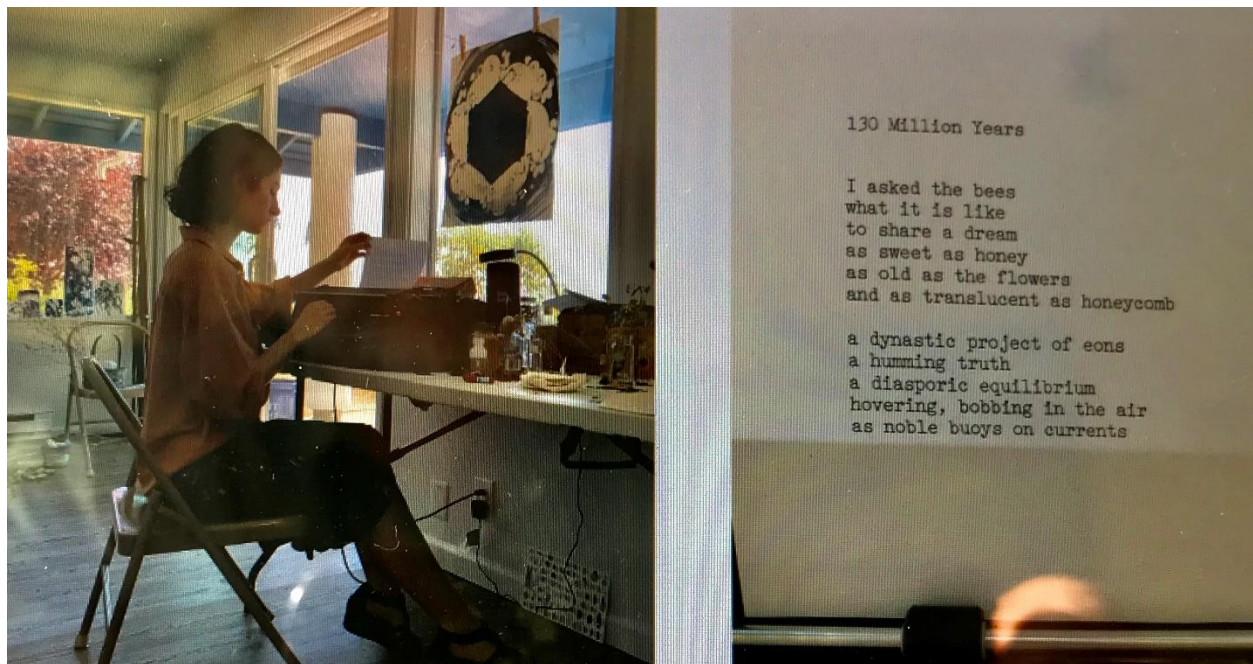 130 Million Years
I asked the bees
what it is like
to share a dream
as sweet as honey
as old as the flowers
and as translucent as honeycomb
a dynastic project of eons
a humming truth
a diasporic equilibrium
hovering, bobbing in the air
as noble buoys on currents